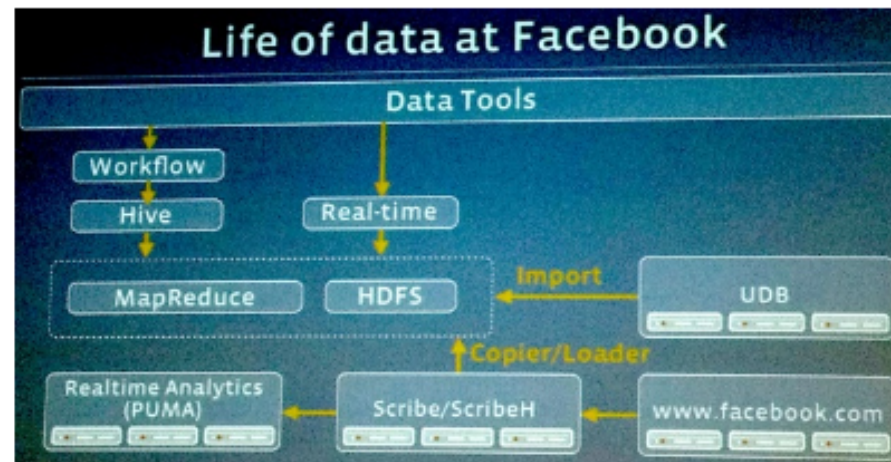 Life of data at Facebook
Data Tools
Workflow
Hive
Real-time
MapReduce
HDFS
Import
UDB
Copier/Loader
Realtime Analytics
(PUMA)
Scribe/ScribeH
www.facebook.com